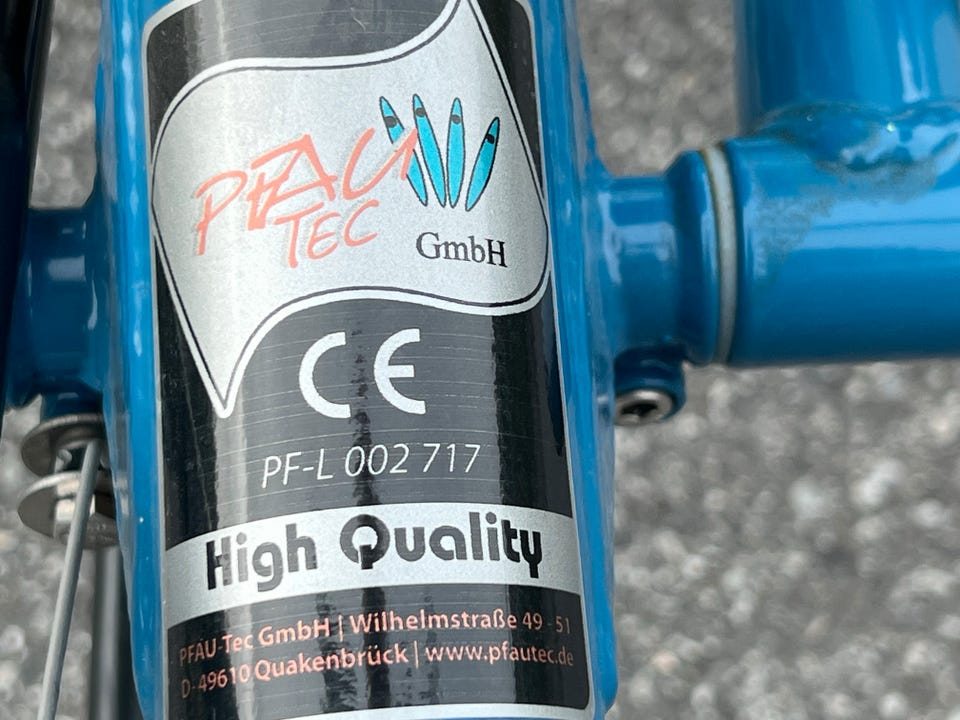 PFAU
TEC
GmbH
CE
PF-L 002 717
High Quality
PFAU-Tec GmbH | Wilhelmstraße 49 - 51
D-49610 Quakenbrück | www.pfautec.de